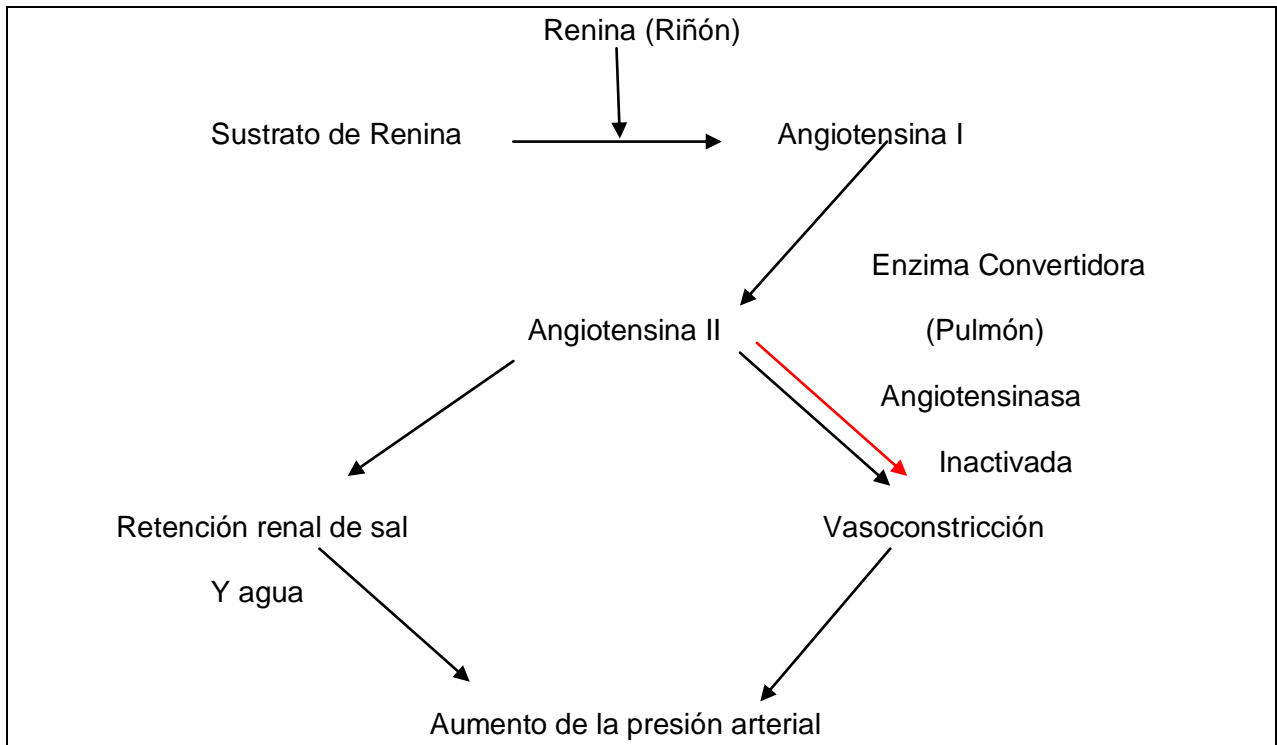 Renina (Riñón)
Sustrato de Renina
Angiotensina I
Enzima Convertidora
Angiotensina II
(Pulmón)
Angiotensinasa
Inactivada
Retención renal de sal
Vasoconstricción
Y agua
Aumento de la presión arterial